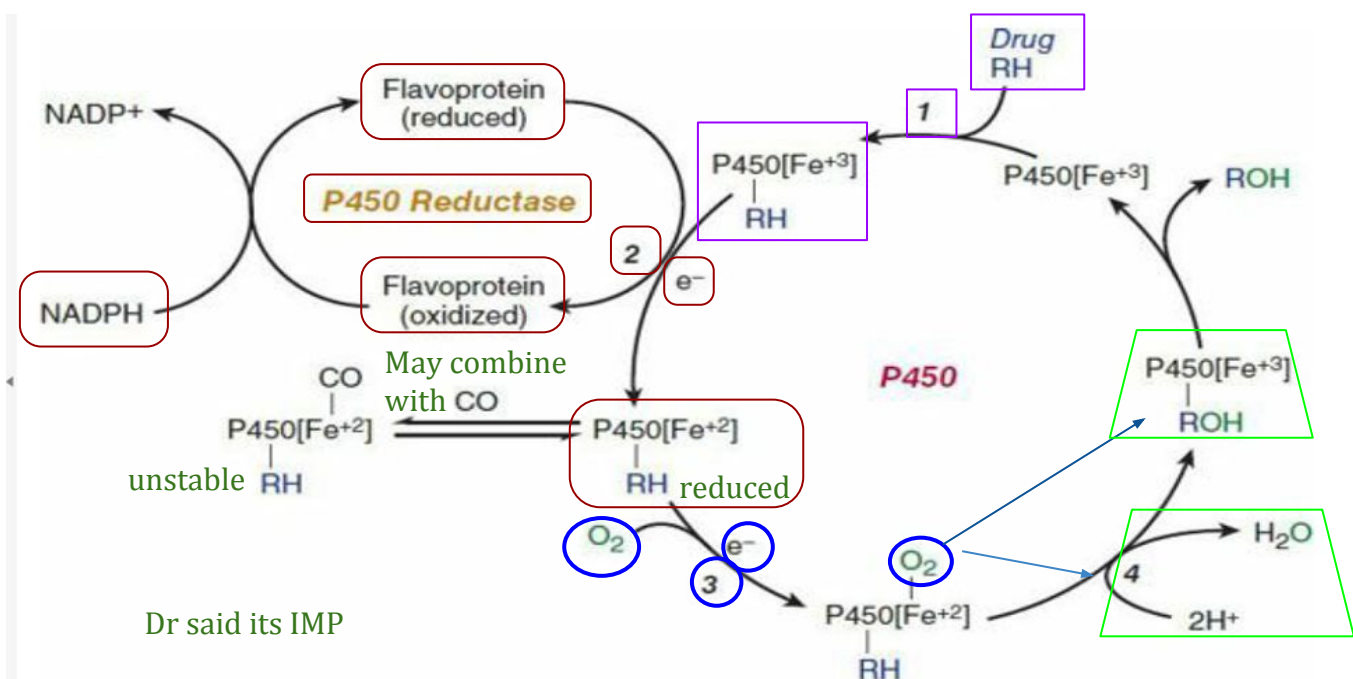 Drug
RH
1
NADP+
Flavoprotein
(reduced)
P450[Fe+3]
RH
P450[Fe+3]
ROH
P450 Reductase
2
e–
NADPH
Flavoprotein
(oxidized)
May combine
with CO
CO
P450[Fe+2]
unstable RH
P450[Fe+2]
RH reduced
P450
P450[Fe+3]
ROH
O2
e–
3
O2
P450[Fe+2]
RH
4
H2O
2H+
Dr said its IMP